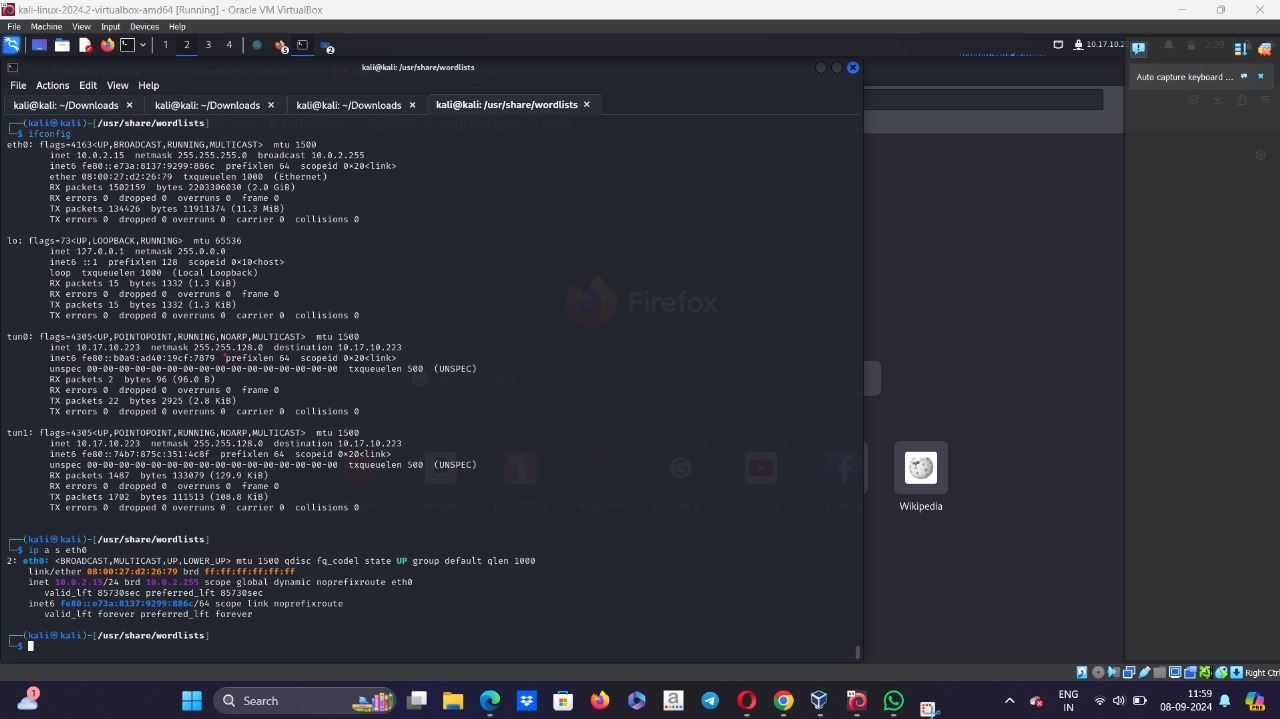 kali-linux-2024.2-virtualbox-amd64 [Running] - Oracle VM VirtualBox
File Machine View Input Devices Help
1 2 3 4
10.17.10.2
2:29
Auto capture keyboard ...
kali@kali: /usr/share/wordlists
File Actions Edit View Help
kali@kali: ~/Downloads × kali@kali: ~/Downloads × kali@kali: ~/Downloads × kali@kali: /usr/share/wordlists ×
┌──(kali㉿kali)-[/usr/share/wordlists]
└─$ ifconfig
eth0: flags=4163<UP,BROADCAST,RUNNING,MULTICAST> mtu 1500
inet 10.0.2.15 netmask 255.255.255.0 broadcast 10.0.2.255
inet6 fe80::e73a:8137:9299:886c prefixlen 64 scopeid 0×20<link>
ether 08:00:27:d2:26:79 txqueuelen 1000 (Ethernet)
RX packets 1502159 bytes 2203306030 (2.0 GiB)
RX errors 0 dropped 0 overruns 0 frame 0
TX packets 134426 bytes 11911374 (11.3 MiB)
TX errors 0 dropped 0 overruns 0 carrier 0 collisions 0
lo: flags=73<UP,LOOPBACK,RUNNING> mtu 65536
inet 127.0.0.1 netmask 255.0.0.0
inet6 ::1 prefixlen 128 scopeid 0×10<host>
loop txqueuelen 1000 (Local Loopback)
RX packets 15 bytes 1332 (1.3 KiB)
RX errors 0 dropped 0 overruns 0 frame 0
TX packets 15 bytes 1332 (1.3 KiB)
TX errors 0 dropped 0 overruns 0 carrier 0 collisions 0
tun0: flags=4305<UP,POINTOPOINT,RUNNING,NOARP,MULTICAST> mtu 1500
inet 10.17.10.223 netmask 255.255.128.0 destination 10.17.10.223
inet6 fe80::b0a9:ad40:19cf:7879 prefixlen 64 scopeid 0×20<link>
unspec 00-00-00-00-00-00-00-00-00-00-00-00-00-00-00-00 txqueuelen 500 (UNSPEC)
RX packets 2 bytes 96 (96.0 B)
RX errors 0 dropped 0 overruns 0 frame 0
TX packets 22 bytes 2925 (2.8 KiB)
TX errors 0 dropped 0 overruns 0 carrier 0 collisions 0
tun1: flags=4305<UP,POINTOPOINT,RUNNING,NOARP,MULTICAST> mtu 1500
inet 10.17.10.223 netmask 255.255.128.0 destination 10.17.10.223
inet6 fe80::74b7:875c:351:4c8f prefixlen 64 scopeid 0×20<link>
unspec 00-00-00-00-00-00-00-00-00-00-00-00-00-00-00-00 txqueuelen 500 (UNSPEC)
RX packets 1487 bytes 133079 (129.9 KiB)
RX errors 0 dropped 0 overruns 0 frame 0
TX packets 1702 bytes 111513 (108.8 KiB)
TX errors 0 dropped 0 overruns 0 carrier 0 collisions 0
┌──(kali㉿kali)-[/usr/share/wordlists]
└─$ ip a s eth0
2: eth0: <BROADCAST,MULTICAST,UP,LOWER_UP> mtu 1500 qdisc fq_codel state UP group default qlen 1000
link/ether 08:00:27:d2:26:79 brd ff:ff:ff:ff:ff:ff
inet 10.0.2.15/24 brd 10.0.2.255 scope global dynamic noprefixroute eth0
valid_lft 85730sec preferred_lft 85730sec
inet6 fe80::e73a:8137:9299:886c/64 scope link noprefixroute
valid_lft forever preferred_lft forever
┌──(kali㉿kali)-[/usr/share/wordlists]
└─$
Firefox
YouTube
Wikipedia
Right Ctrl
Search
ENG
IN
11:59
08-09-2024